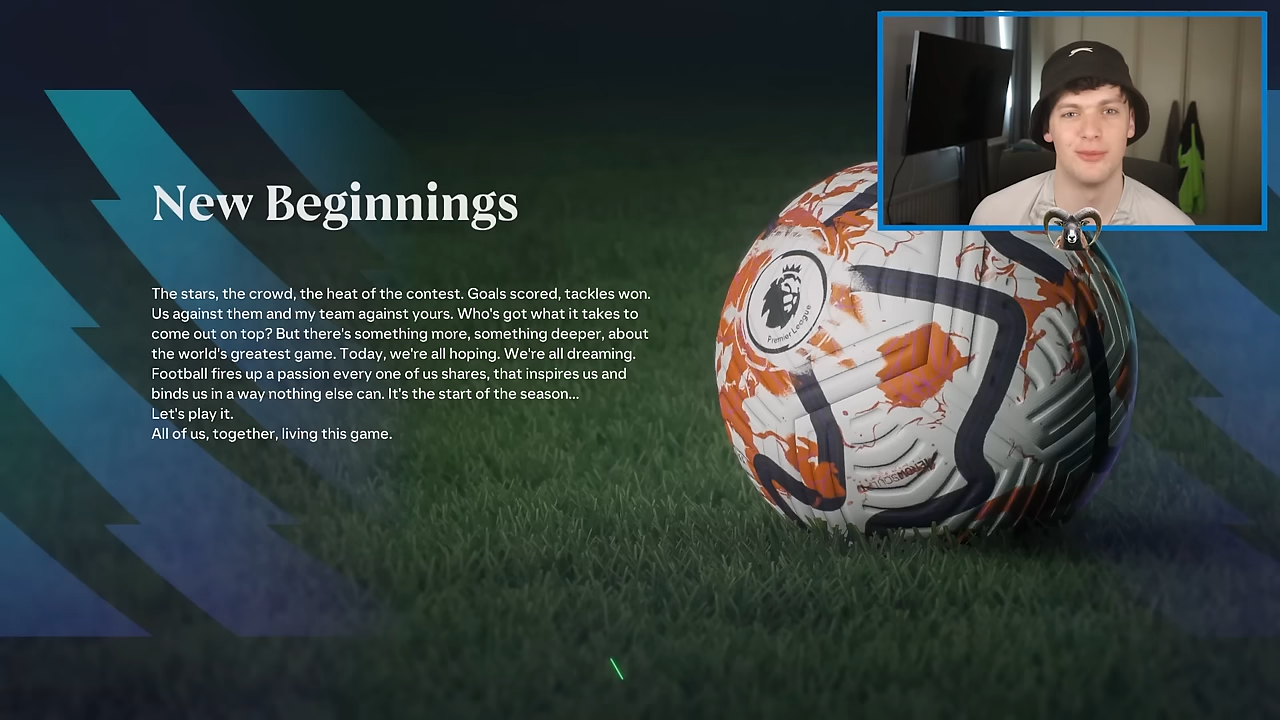 New Beginnings
The stars, the crowd, the heat of the contest. Goals scored, tackles won.
Us against them and my team against yours. Who's got what it takes to
come out on top? But there's something more, something deeper, about
the world's greatest game. Today, we're all hoping. We're all dreaming.
Football fires up a passion every one of us shares, that inspires us and
binds us in a way nothing else can. It's the start of the season...
Let's play it.
All of us, together, living this game.
Premier League